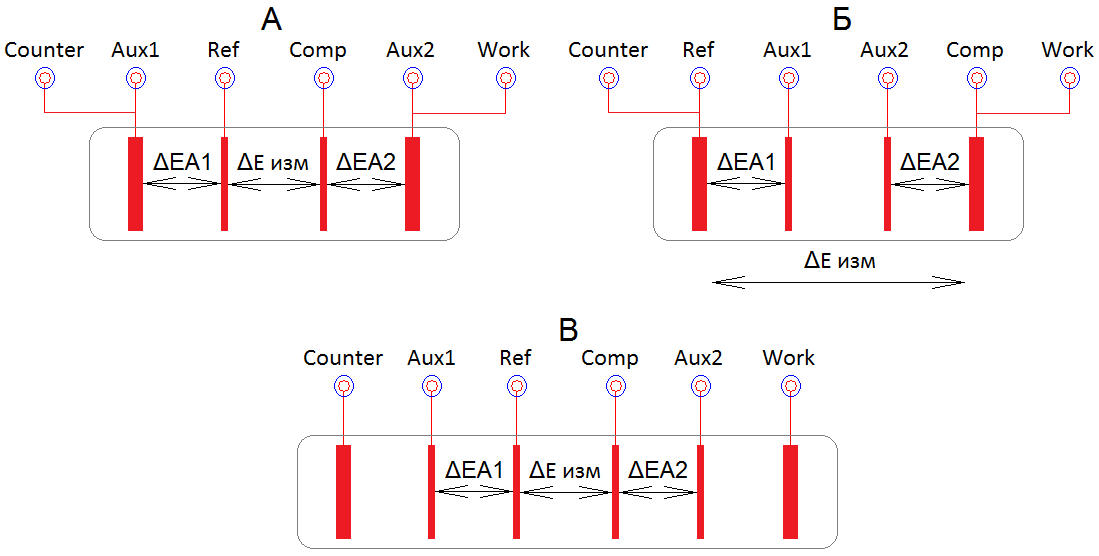 А Б
Counter Aux1 Ref Comp Aux2 Work Counter Ref Aux1 Aux2 Comp Work
ΔEA1 ΔE изм ΔEA2 ΔEA1 ΔEA2
ΔE изм
В
Counter Aux1 Ref Comp Aux2 Work
ΔEA1 ΔE изм ΔEA2